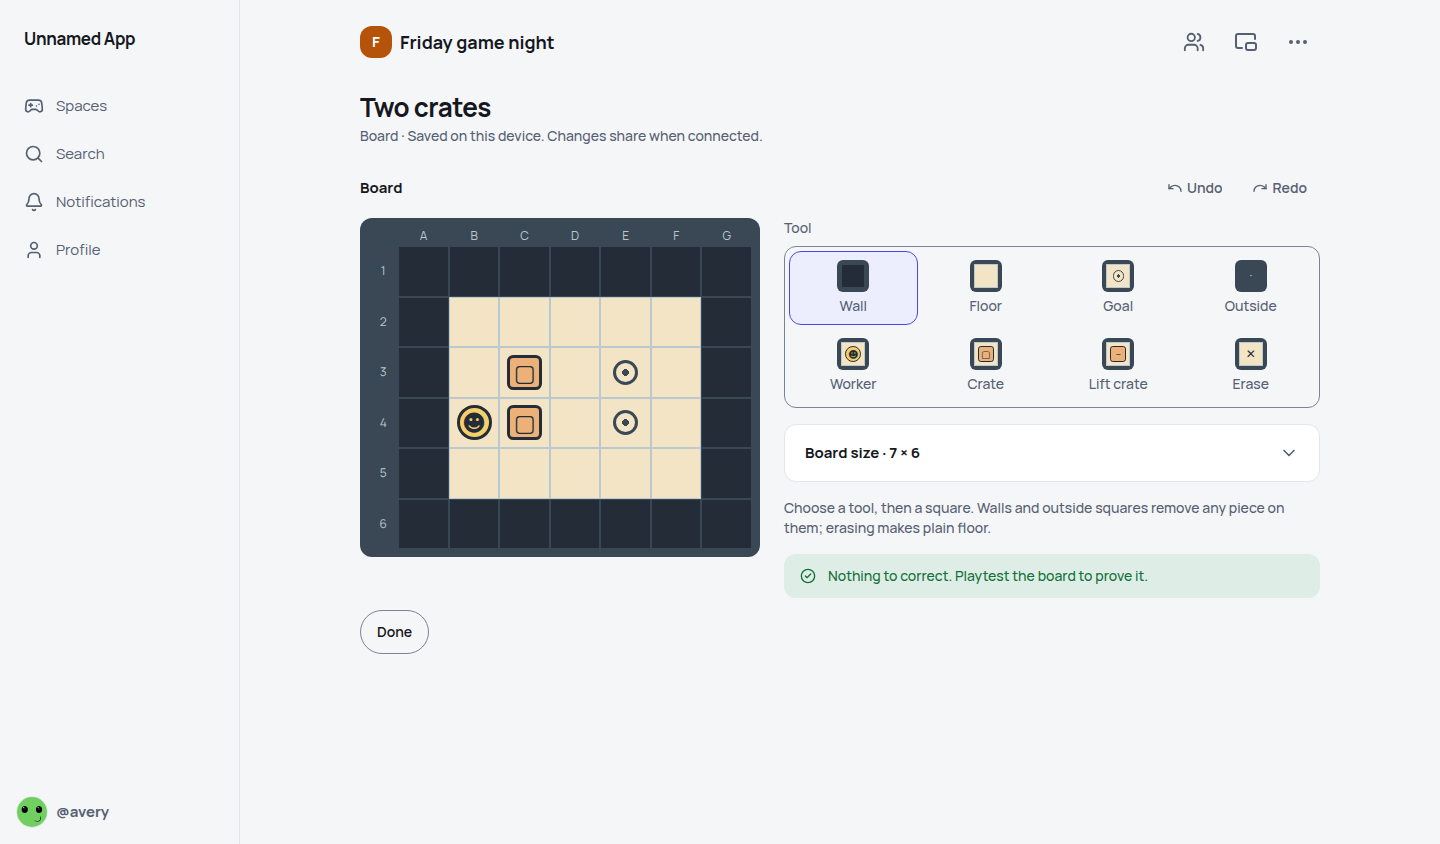 Unnamed App
Spaces
Search
Notifications
Profile
@avery
F Friday game night
Two crates
Board · Saved on this device. Changes share when connected.
Board
Undo Redo
A B C D E F G
1
2
3
4
5
6
Tool
Wall Floor Goal Outside
Worker Crate Lift crate Erase
Board size · 7 × 6
Choose a tool, then a square. Walls and outside squares remove any piece on
them; erasing makes plain floor.
Nothing to correct. Playtest the board to prove it.
Done